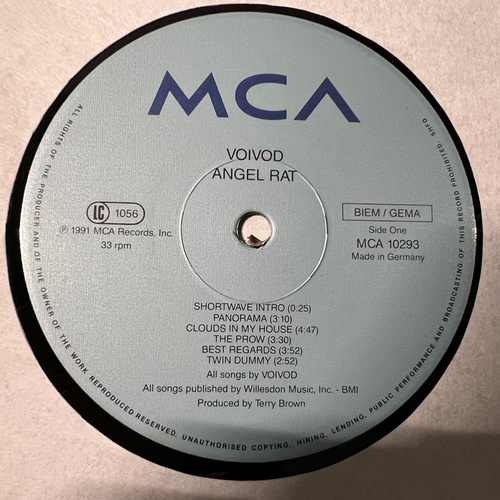 MCA
VOIVOD
ANGEL RAT
LC 1056
℗ 1991 MCA Records, Inc.
33 rpm
BIEM / GEMA
Side One
MCA 10293
Made in Germany
SHORTWAVE INTRO (0:25)
PANORAMA (3:10)
CLOUDS IN MY HOUSE (4:47)
THE PROW (3:30)
BEST REGARDS (3:52)
TWIN DUMMY (2:52)
All songs by VOIVOD
All songs published by Willesdon Music, Inc. - BMI
Produced by Terry Brown
ALL RIGHTS OF THE PRODUCER AND OF THE OWNER OF THE WORK REPRODUCED RESERVED. UNAUTHORISED COPYING, HIRING, LENDING, PUBLIC PERFORMANCE AND BROADCASTING OF THIS RECORD PROHIBITED. SHFO